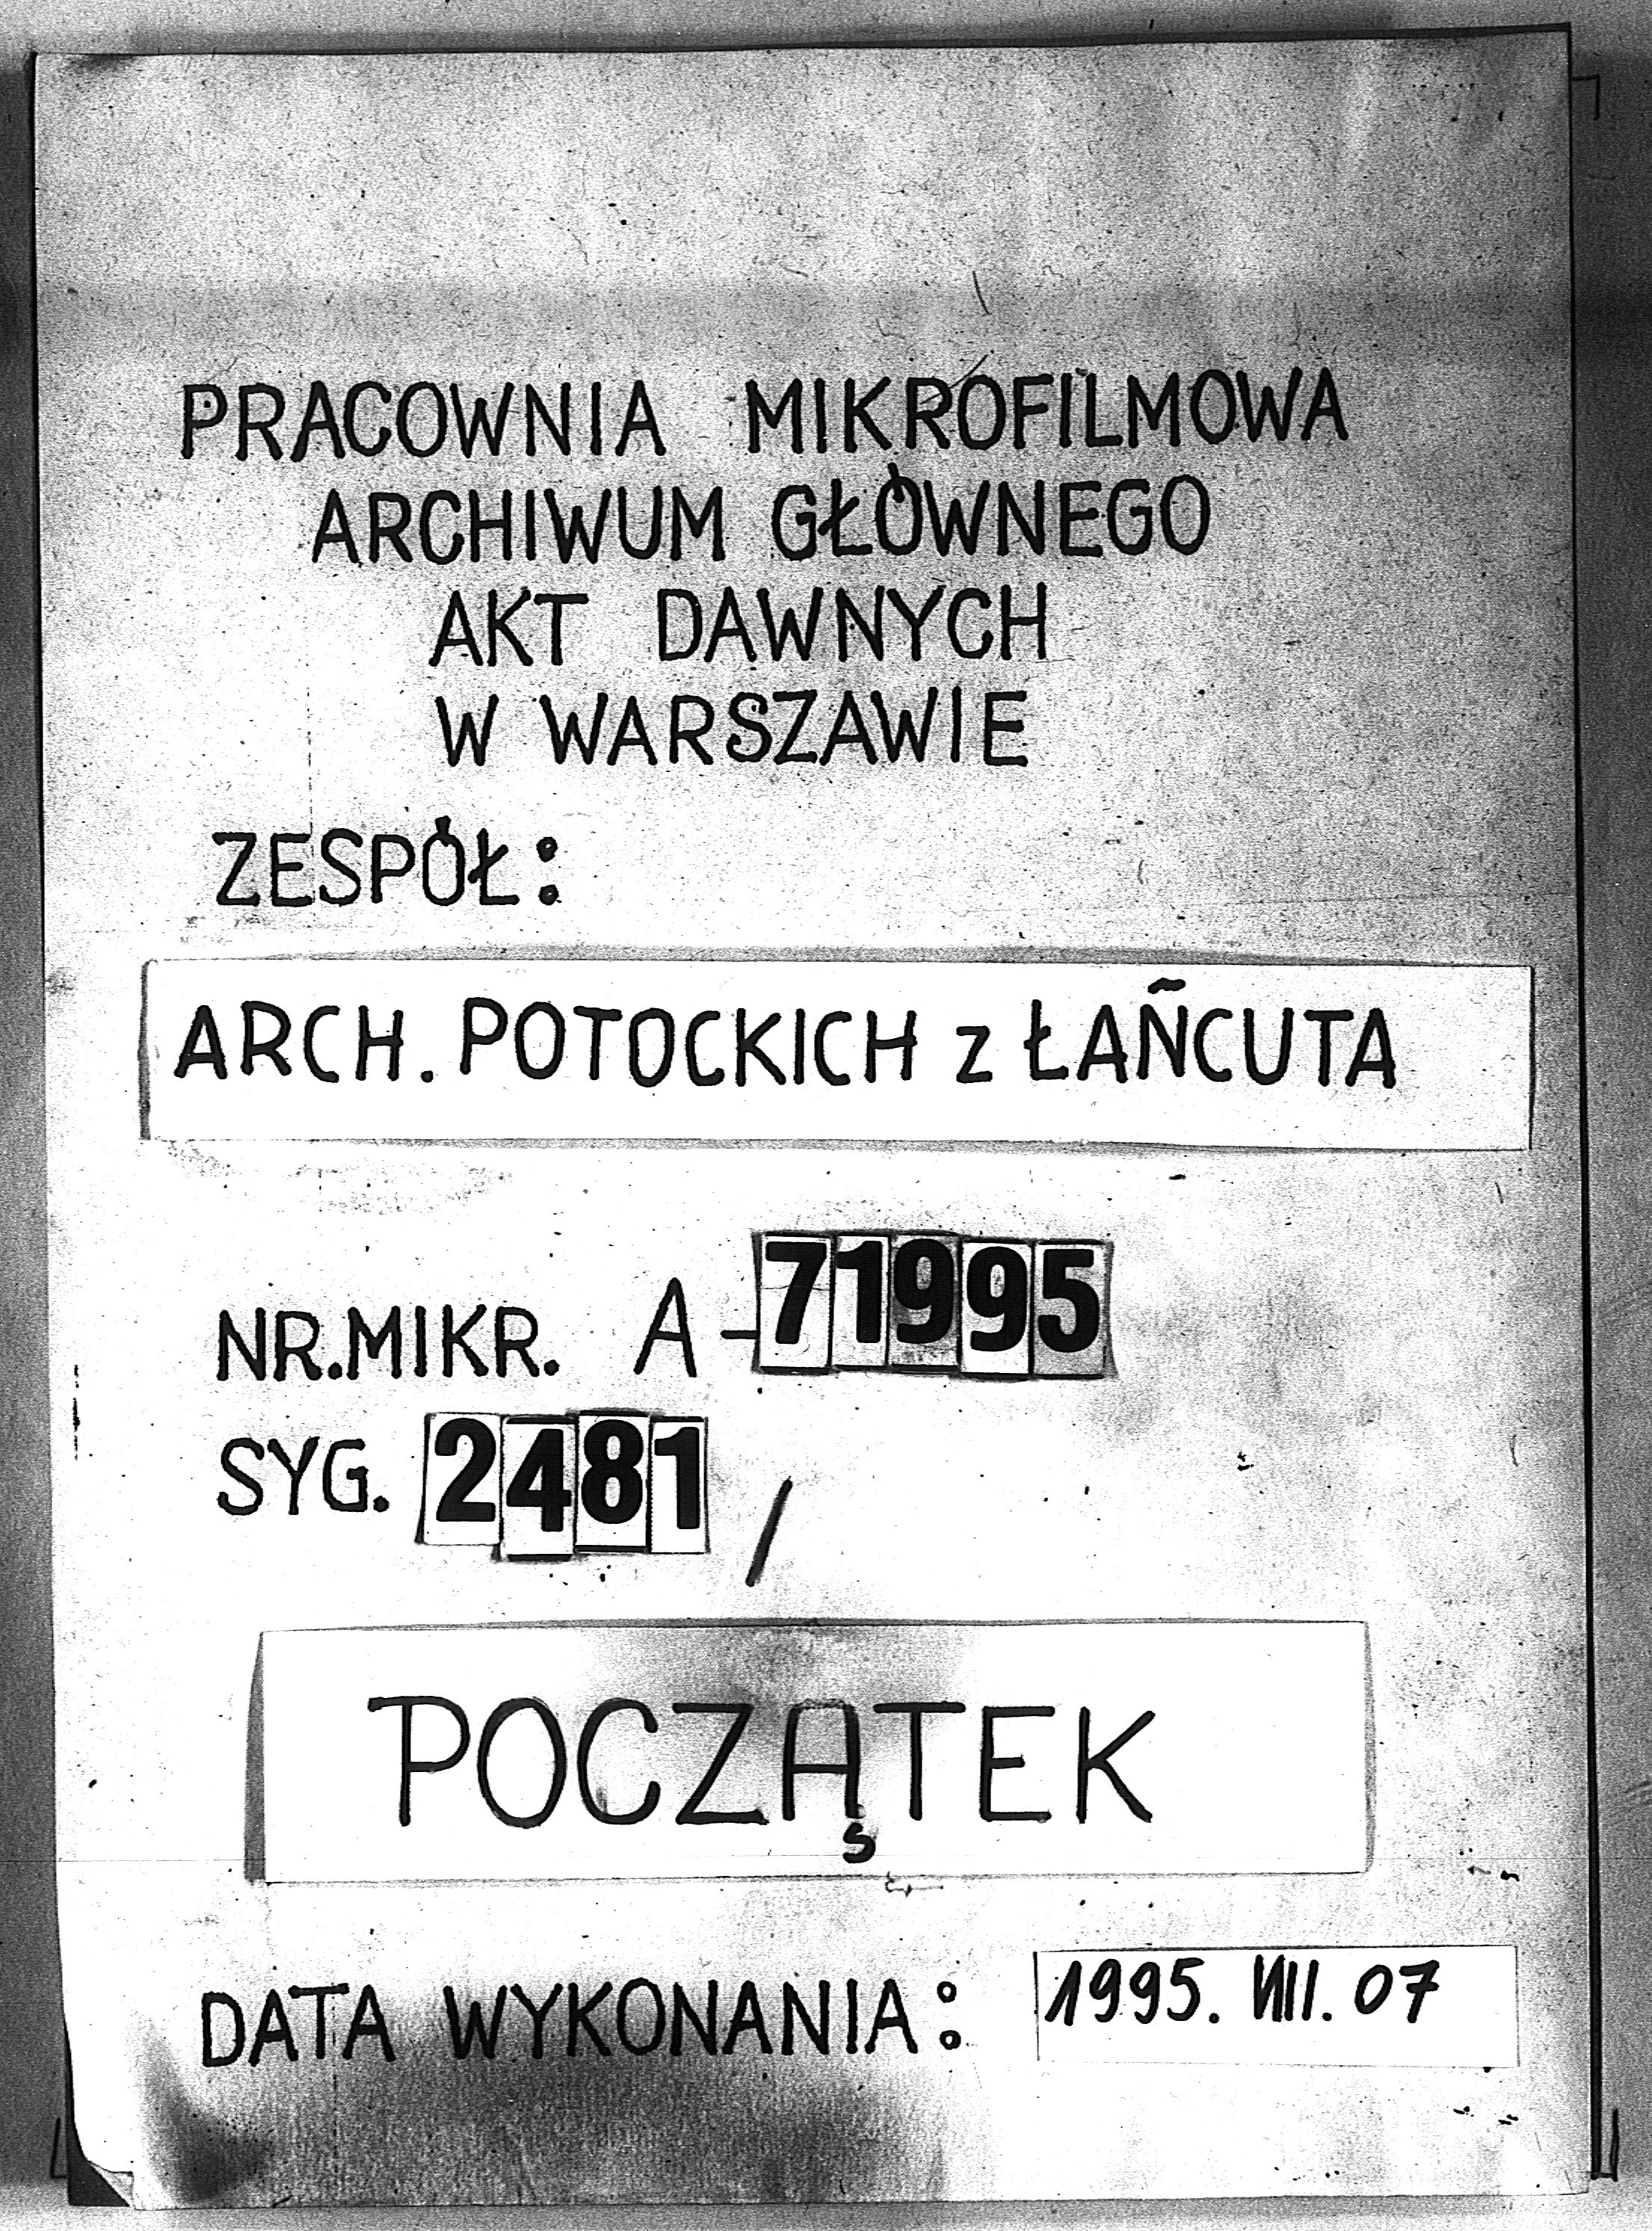 PRACOWNIA MIKROFILMOWA
ARCHIWUM GŁÓWNEGO
AKT DAWNYCH
W WARSZAWIE
ZESPÓŁ:
ARCH. POTOCKICH z ŁAÑCUTA
NR.MIKR. A-71995
SYG. 2481 /
POCZĄTEK
DATA WYKONANIA: 1995. VIII. 07